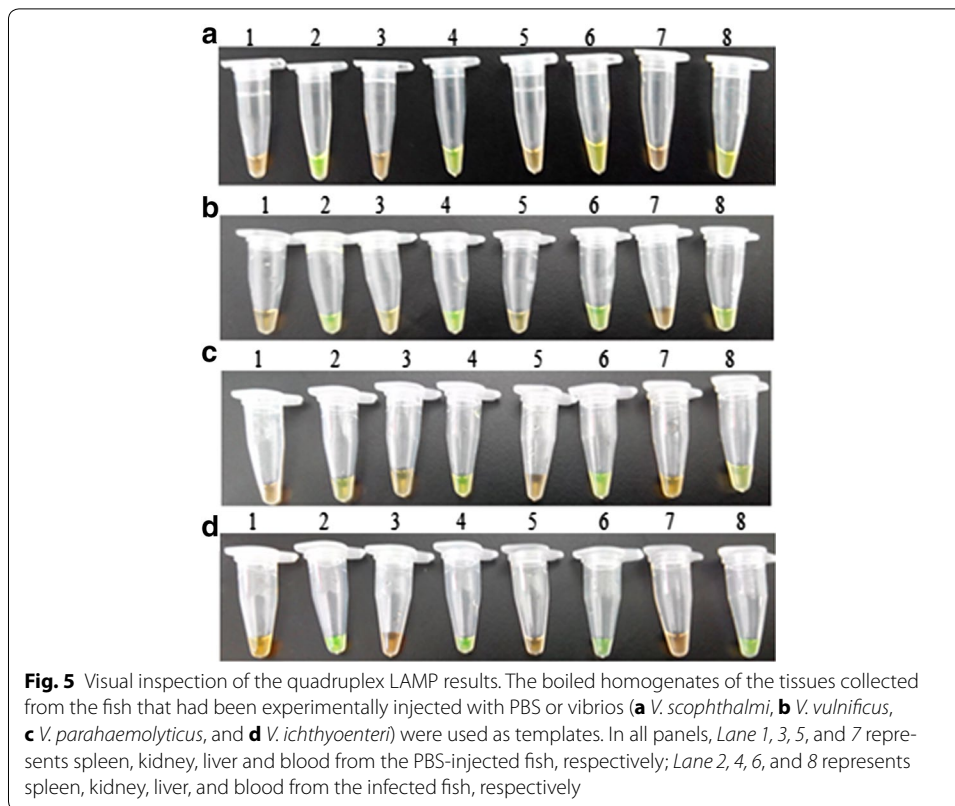 a
1 2 3 4 5 6 7 8
b
1 2 3 4 5 6 7 8
c
1 2 3 4 5 6 7 8
d
1 2 3 4 5 6 7 8
Fig. 5 Visual inspection of the quadruplex LAMP results. The boiled homogenates of the tissues collected
from the fish that had been experimentally injected with PBS or vibrios (a V. scophthalmi, b V. vulnificus,
c V. parahaemolyticus, and d V. ichthyoenteri) were used as templates. In all panels, Lane 1, 3, 5, and 7 repre-
sents spleen, kidney, liver and blood from the PBS-injected fish, respectively; Lane 2, 4, 6, and 8 represents
spleen, kidney, liver, and blood from the infected fish, respectively